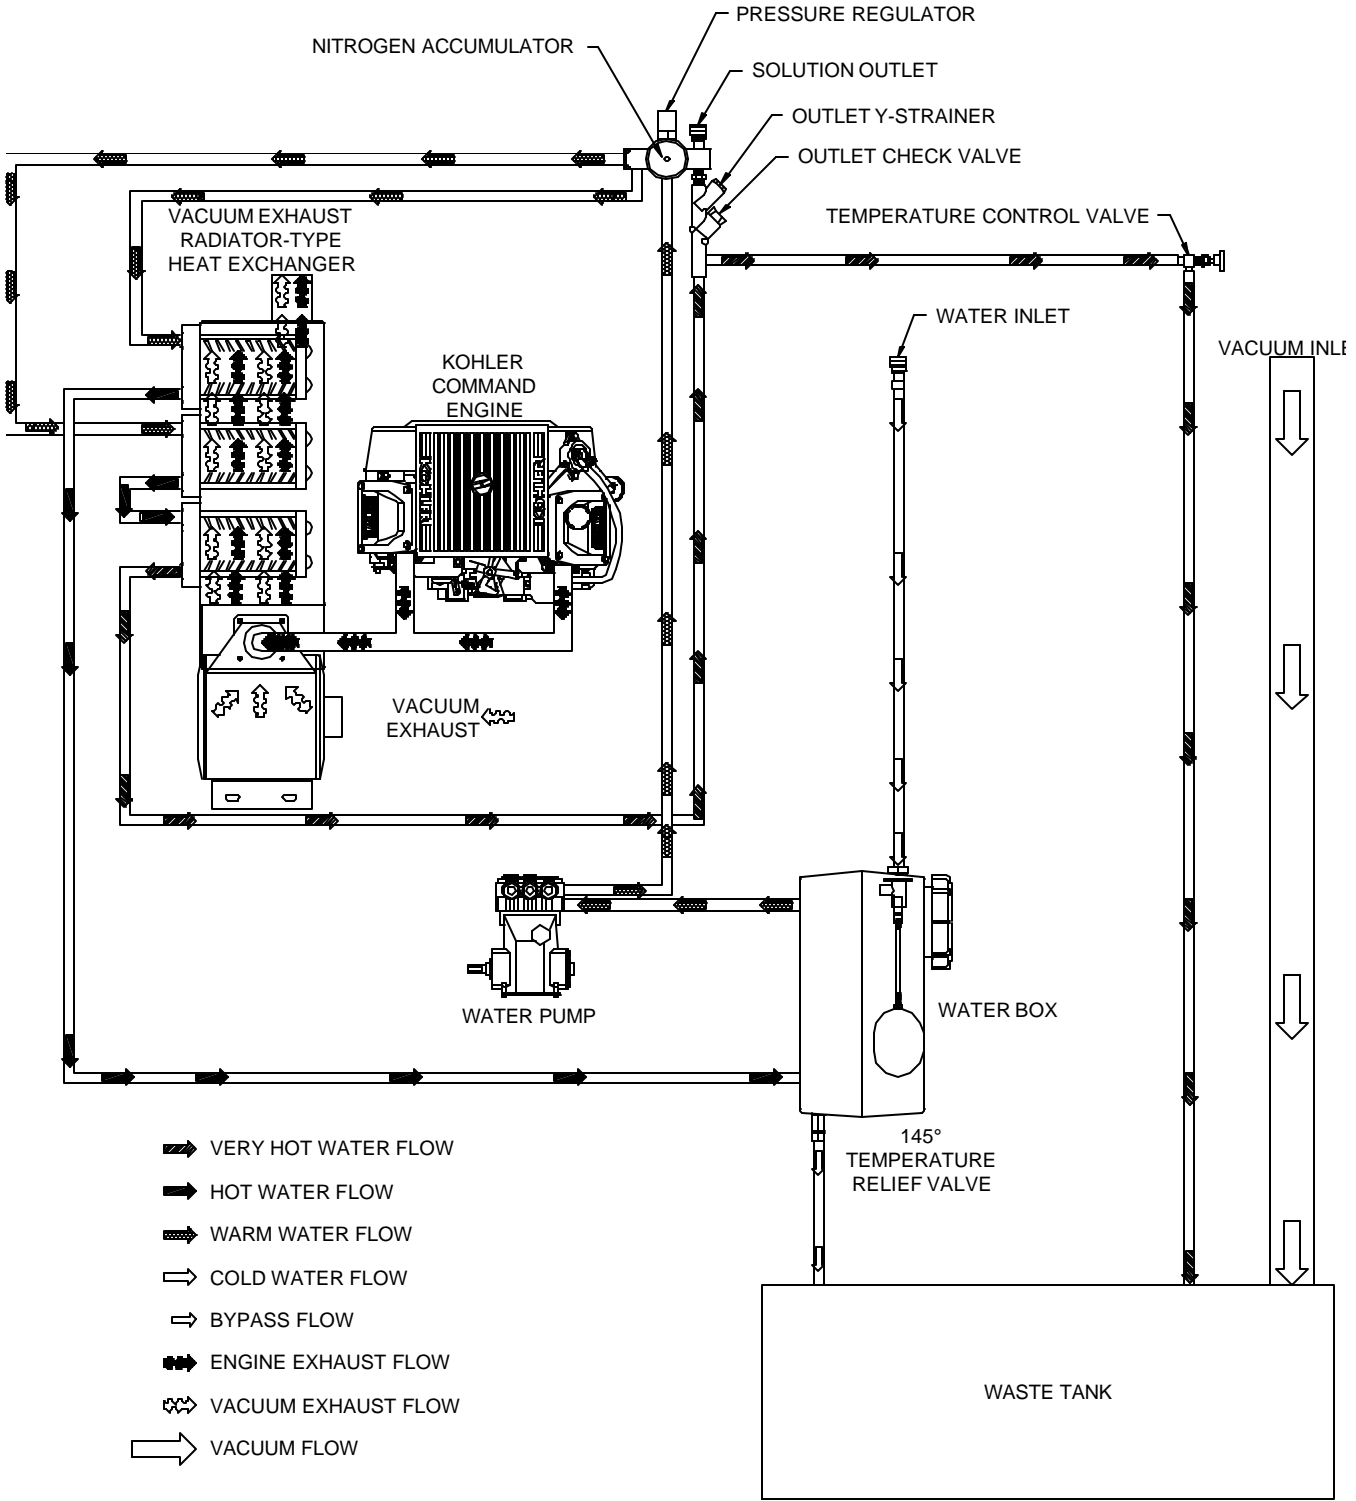 PRESSURE REGULATOR
NITROGEN ACCUMULATOR
SOLUTION OUTLET
OUTLET Y-STRAINER
OUTLET CHECK VALVE
VACUUM EXHAUST
RADIATOR-TYPE
HEAT EXCHANGER
TEMPERATURE CONTROL VALVE
WATER INLET
VACUUM INLE
KOHLER
COMMAND
ENGINE
KOHLER
VACUUM
EXHAUST
WATER PUMP
WATER BOX
145°
TEMPERATURE
RELIEF VALVE
VERY HOT WATER FLOW
HOT WATER FLOW
WARM WATER FLOW
COLD WATER FLOW
BYPASS FLOW
ENGINE EXHAUST FLOW
VACUUM EXHAUST FLOW
VACUUM FLOW
WASTE TANK